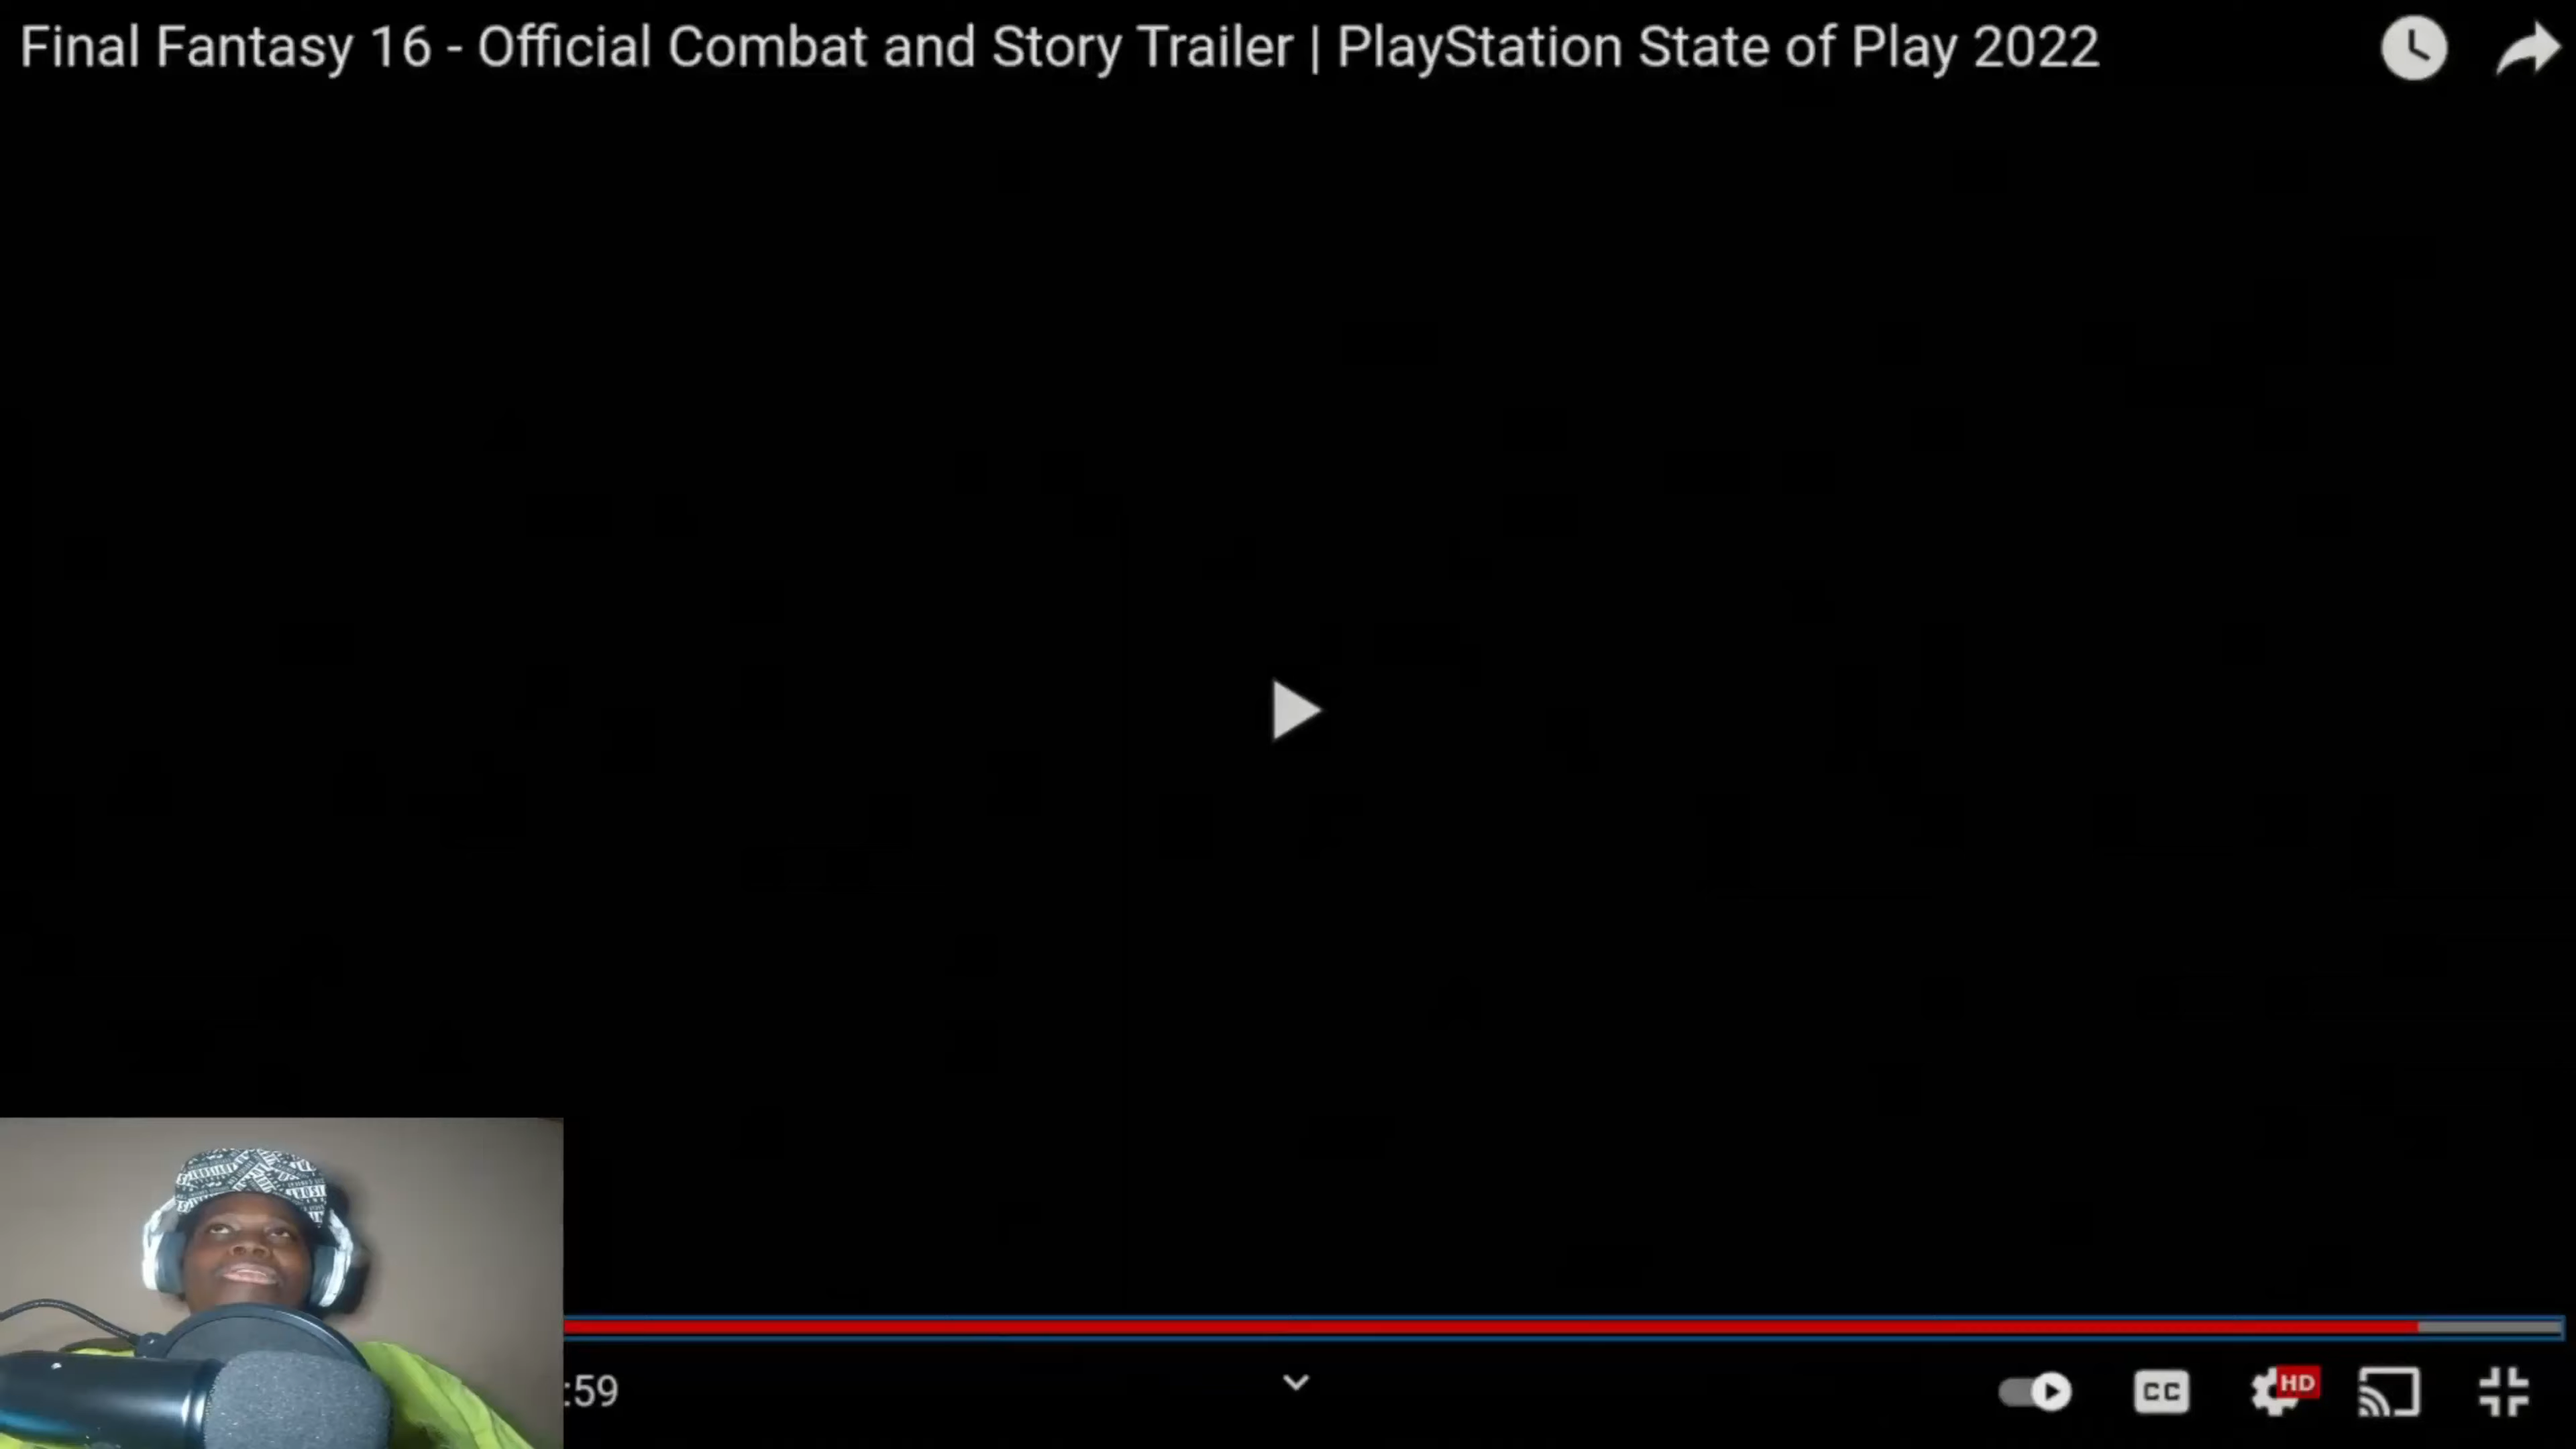 Final Fantasy 16 - Official Combat and Story Trailer | PlayStation State of Play 2022
:59
CC
HD